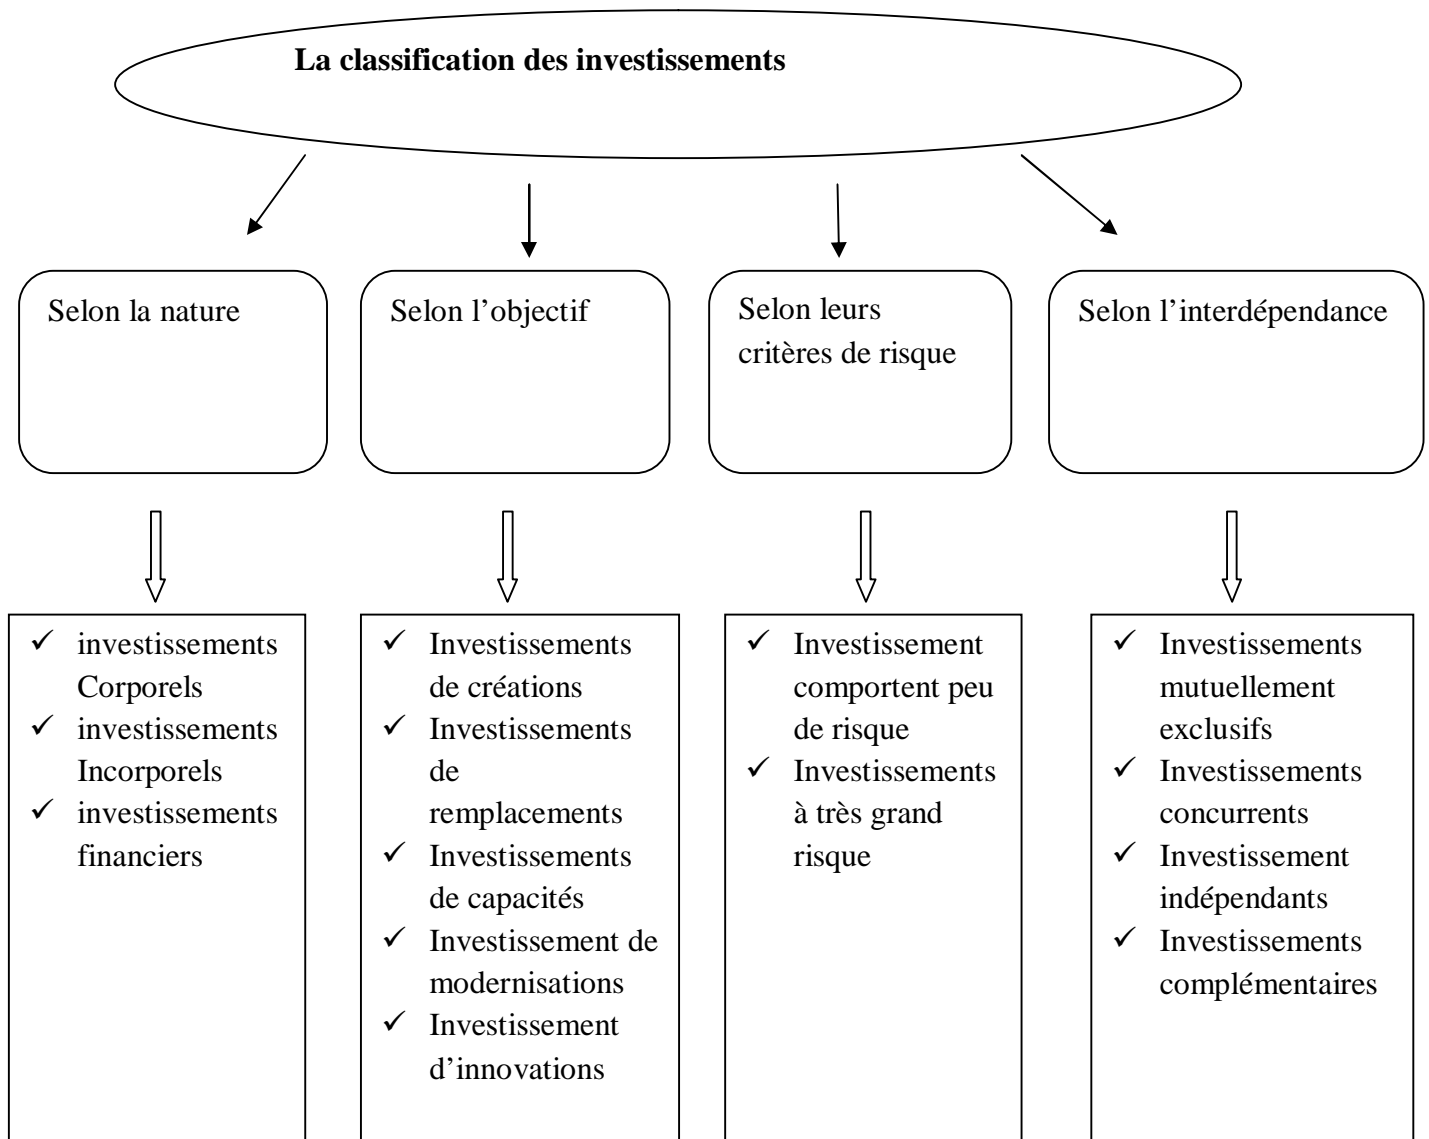 La classification des investissements
Selon la nature
Selon l’objectif
Selon leurs
critères de risque
Selon l’interdépendance
✓ investissements
Corporels
✓ investissements
Incorporels
✓ investissements
financiers
✓ Investissements
de créations
✓ Investissements
de
remplacements
✓ Investissements
de capacités
✓ Investissement de
modernisations
✓ Investissement
d’innovations
✓ Investissement
comportent peu
de risque
✓ Investissements
à très grand
risque
✓ Investissements
mutuellement
exclusifs
✓ Investissements
concurrents
✓ Investissement
indépendants
✓ Investissements
complémentaires